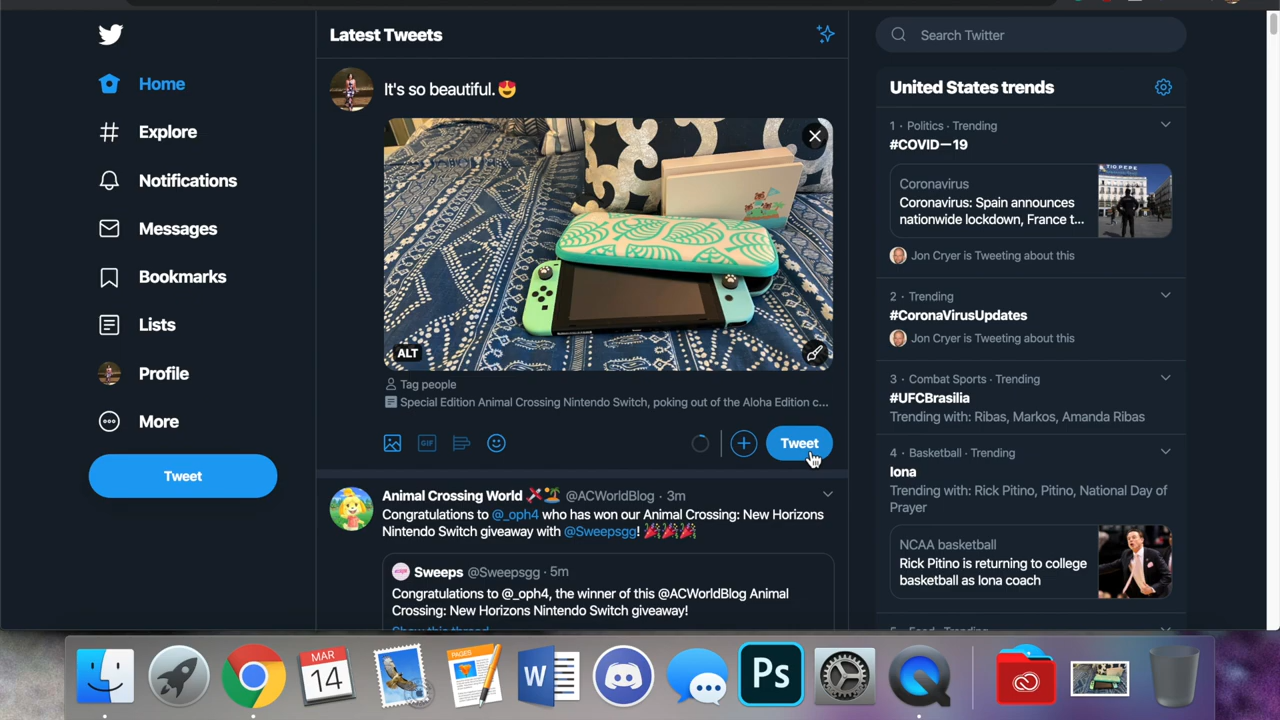 Home
Explore
Notifications
Messages
Bookmarks
Lists
Profile
More
Tweet
Latest Tweets
It's so beautiful.😍
ALT
Tag people
Special Edition Animal Crossing Nintendo Switch, poking out of the Aloha Edition c...
GIF
Tweet
Animal Crossing World ✈️🏝️ @ACWorldBlog · 3m
Congratulations to @_oph4 who has won our Animal Crossing: New Horizons
Nintendo Switch giveaway with @Sweepsgg! 🎉🎉🎉
Sweeps @Sweepsgg · 5m
Congratulations to @_oph4, the winner of this @ACWorldBlog Animal
Crossing: New Horizons Nintendo Switch giveaway!
Show this thread
Search Twitter
United States trends
1 · Politics · Trending
#COVID—19
Coronavirus
Coronavirus: Spain announces
nationwide lockdown, France t...
Jon Cryer is Tweeting about this
2 · Trending
#CoronaVirusUpdates
Jon Cryer is Tweeting about this
3 · Combat Sports · Trending
#UFCBrasilia
Trending with: Ribas, Markos, Amanda Ribas
4 · Basketball · Trending
Iona
Trending with: Rick Pitino, Pitino, National Day of
Prayer
NCAA basketball
Rick Pitino is returning to college
basketball as Iona coach
5 · Food · Trending
MAR
14
PAGES
W
Ps